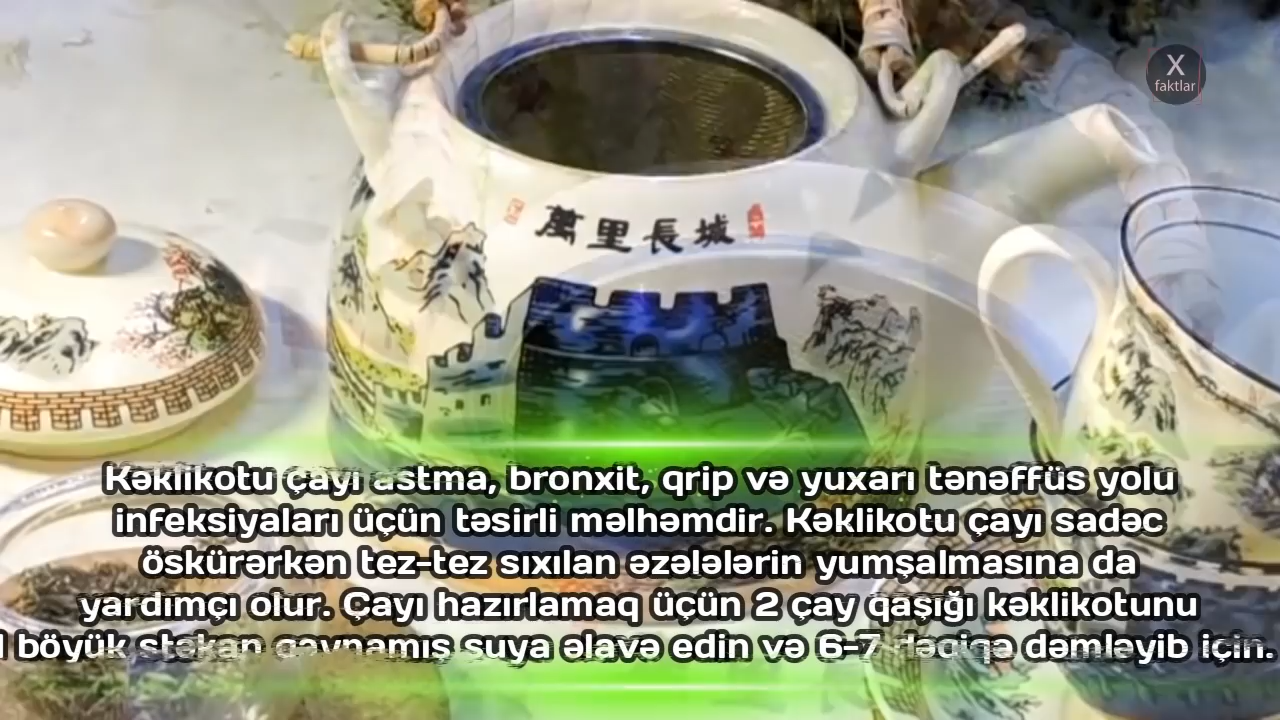 X
faktlar
萬里長城
Kəklikotu çayı astma, bronxit, qrip və yuxarı tənəffüs yolu
infeksiyaları üçün təsirli məlhəmdir. Kəklikotu çayı sadəc
öskürərkən tez-tez sıxılan əzələlərin yumşalmasına da
yardımçı olur. Çayı hazırlamaq üçün 2 çay qaşığı kəklikotunu
1 böyük stəkan qaynamış suya əlavə edin və 6-7 dəqiqə dəmləyib için.